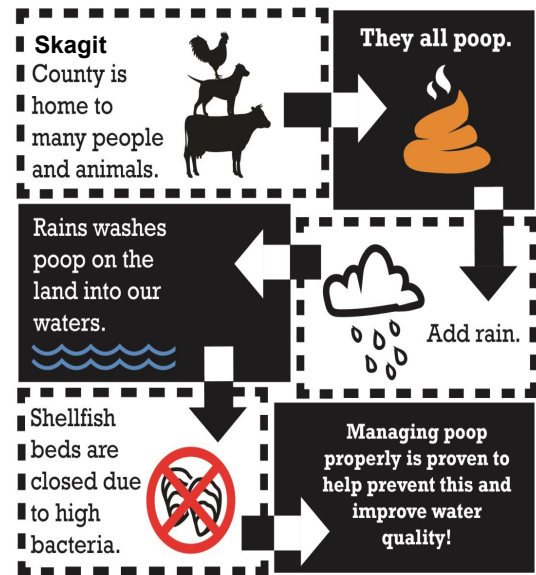 Skagit
County is
home to
many people
and animals.
They all poop.
Add rain.
Rains washes
poop on the
land into our
waters.
Shellfish
beds are
closed due
to high
bacteria.
Managing poop
properly is proven to
help prevent this and
improve water
quality!